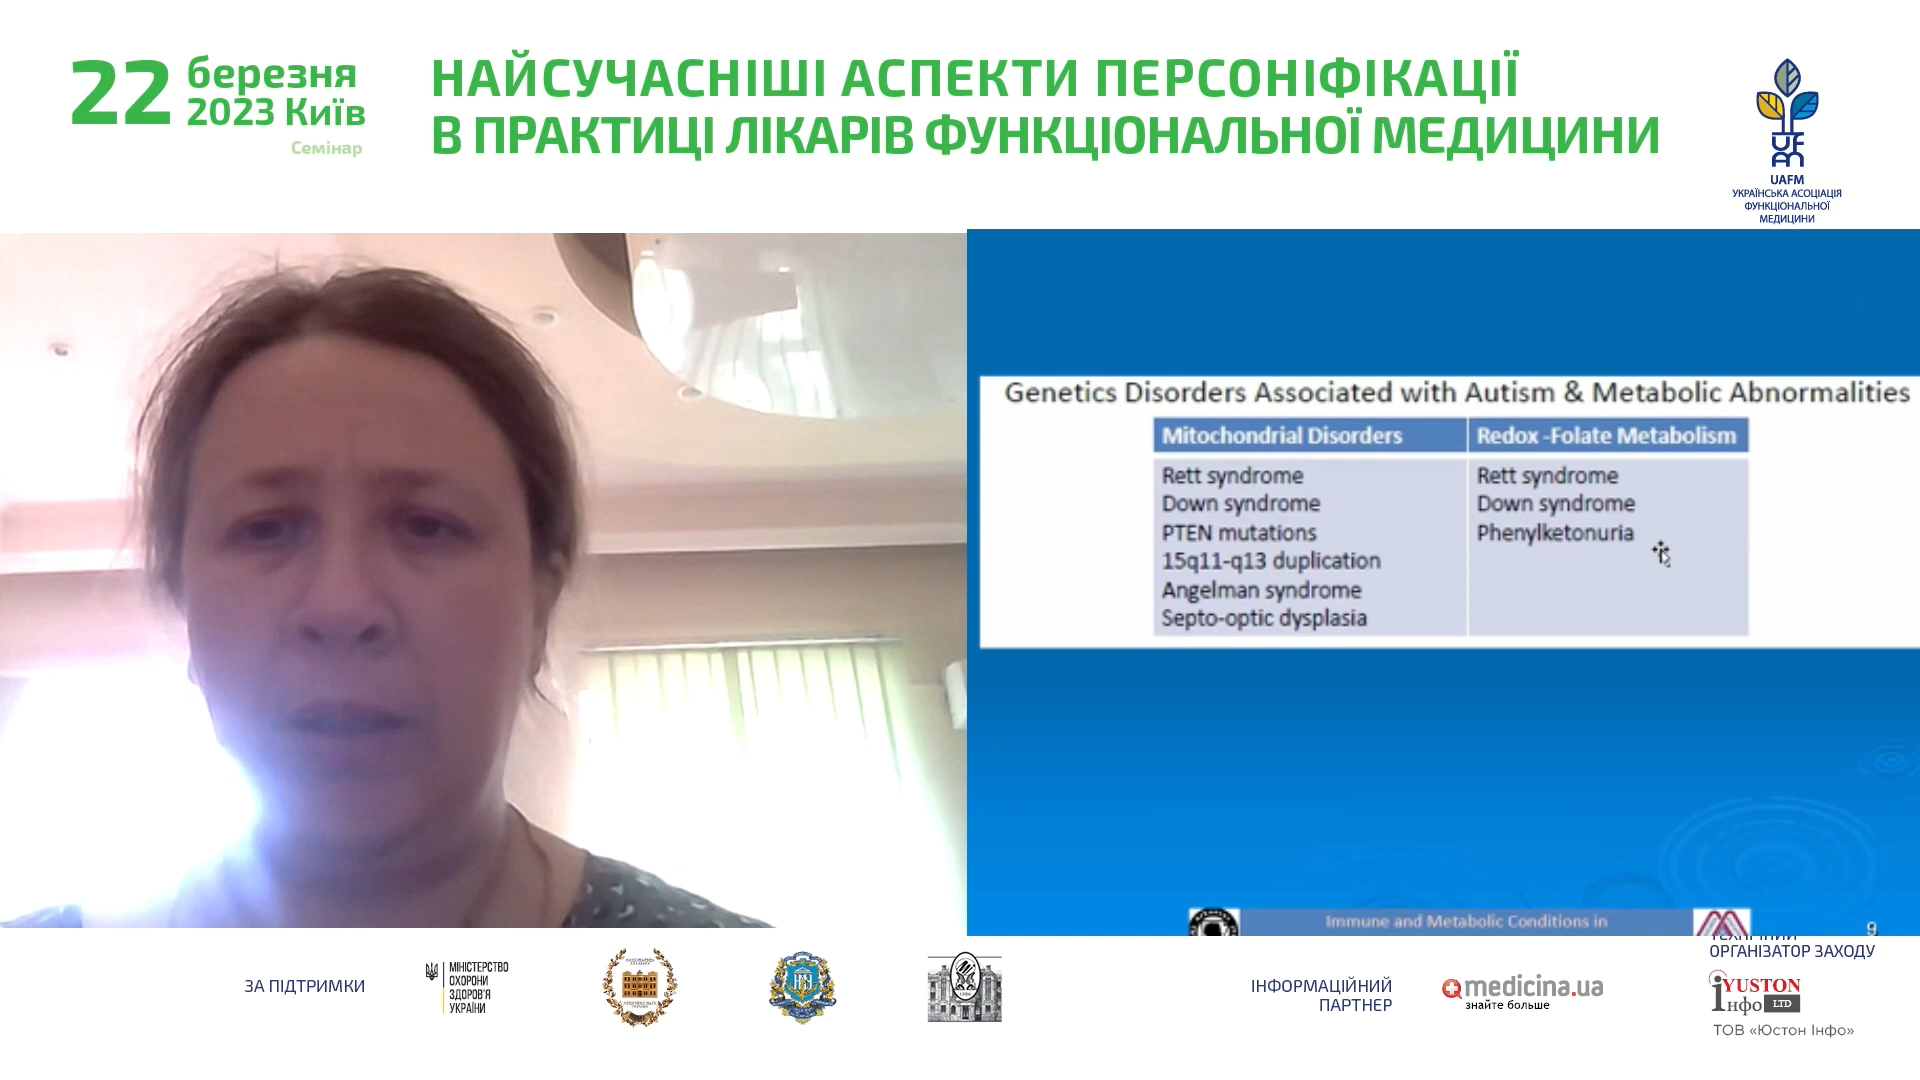 22
березня
2023 Київ
Семінар
НАЙСУЧАСНІШІ АСПЕКТИ ПЕРСОНІФІКАЦІЇ
В ПРАКТИЦІ ЛІКАРІВ ФУНКЦІОНАЛЬНОЇ МЕДИЦИНИ
UAFM
УКРАЇНСЬКА АСОЦІАЦІЯ
ФУНКЦІОНАЛЬНОЇ
МЕДИЦИНИ
Genetics Disorders Associated with Autism & Metabolic Abnormalities
Mitochondrial Disorders
Rett syndrome
Down syndrome
PTEN mutations
15q11-q13 duplication
Angelman syndrome
Septo-optic dysplasia
Redox -Folate Metabolism
Rett syndrome
Down syndrome
Phenylketonuria
Immune and Metabolic Conditions in
9
ЗА ПІДТРИМКИ
МІНІСТЕРСТВО
ОХОРОНИ
ЗДОРОВ'Я
УКРАЇНИ
ІНФОРМАЦІЙНИЙ
ПАРТНЕР
medicina.ua
знайте больше
ТЕХНІЧНИЙ
ОРГАНІЗАТОР ЗАХОДУ
YUSTON
інфо LTD
ТОВ «Юстон Інфо»